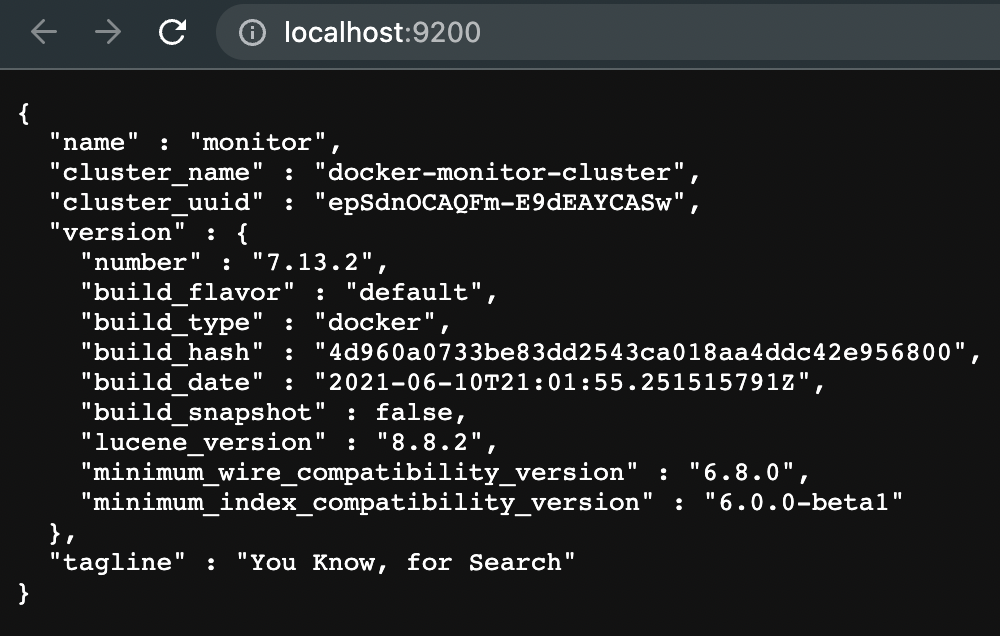 localhost:9200
{
  "name" : "monitor",
  "cluster_name" : "docker-monitor-cluster",
  "cluster_uuid" : "epSdnOCAQFm-E9dEAYCASw",
  "version" : {
    "number" : "7.13.2",
    "build_flavor" : "default",
    "build_type" : "docker",
    "build_hash" : "4d960a0733be83dd2543ca018aa4ddc42e956800",
    "build_date" : "2021-06-10T21:01:55.251515791Z",
    "build_snapshot" : false,
    "lucene_version" : "8.8.2",
    "minimum_wire_compatibility_version" : "6.8.0",
    "minimum_index_compatibility_version" : "6.0.0-beta1"
  },
  "tagline" : "You Know, for Search"
}